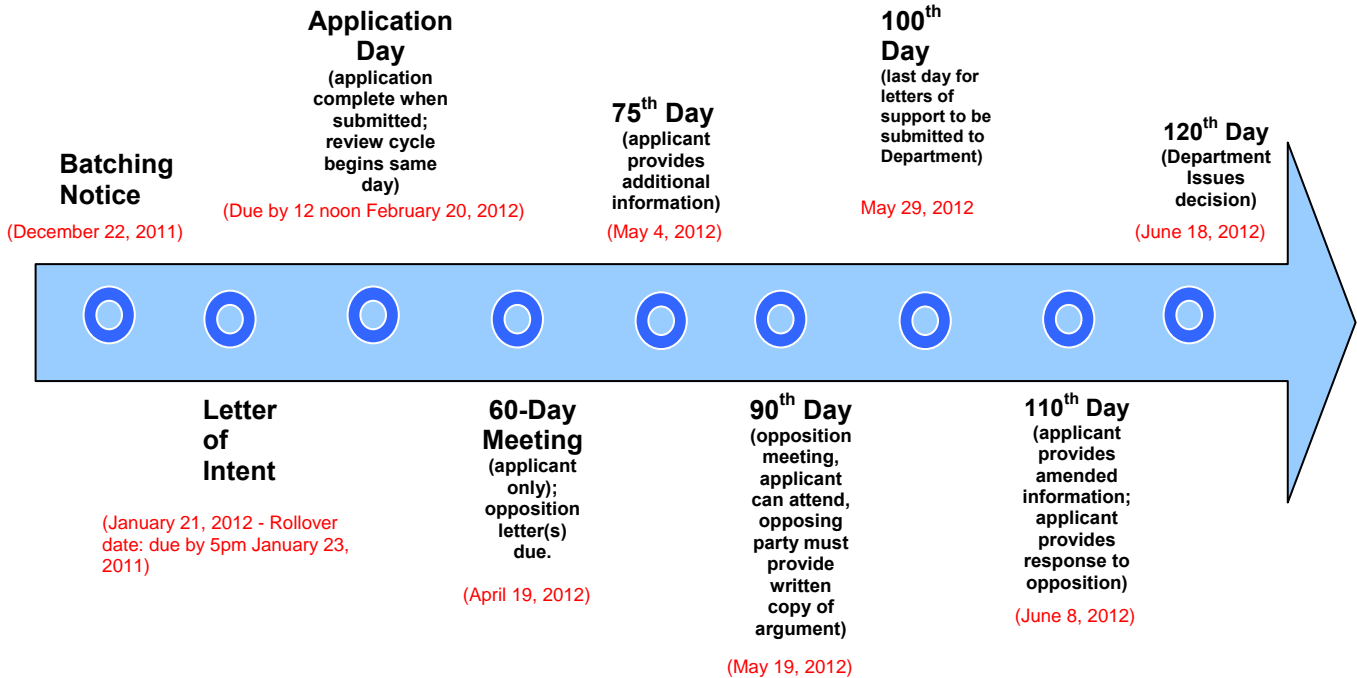 Batching
Notice
(December 22, 2011)
Letter
of
Intent
(January 21, 2012 - Rollover
date: due by 5pm January 23,
2011)
Application
Day
(application
complete when
submitted;
review cycle
begins same
day)
(Due by 12 noon February 20, 2012)
60-Day
Meeting
(applicant
only);
opposition
letter(s)
due.
(April 19, 2012)
75th Day
(applicant
provides
additional
information)
(May 4, 2012)
90th Day
(opposition
meeting,
applicant
can attend,
opposing
party must
provide
written
copy of
argument)
(May 19, 2012)
100th
Day
(last day for
letters of
support to be
submitted to
Department)
May 29, 2012
110th Day
(applicant
provides
amended
information;
applicant
provides
response to
opposition)
(June 8, 2012)
120th Day
(Department
Issues
decision)
(June 18, 2012)